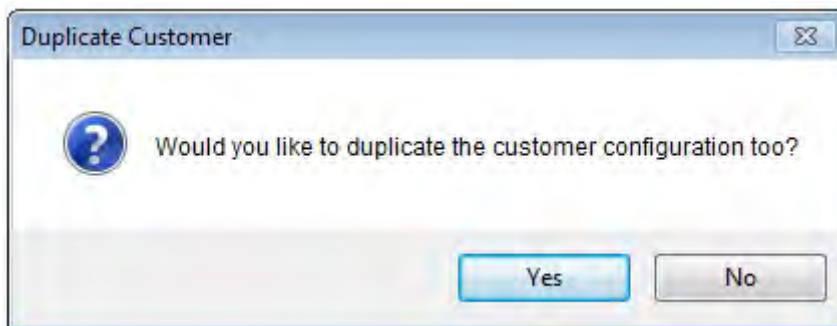 Duplicate Customer
Would you like to duplicate the customer configuration too?
Yes No